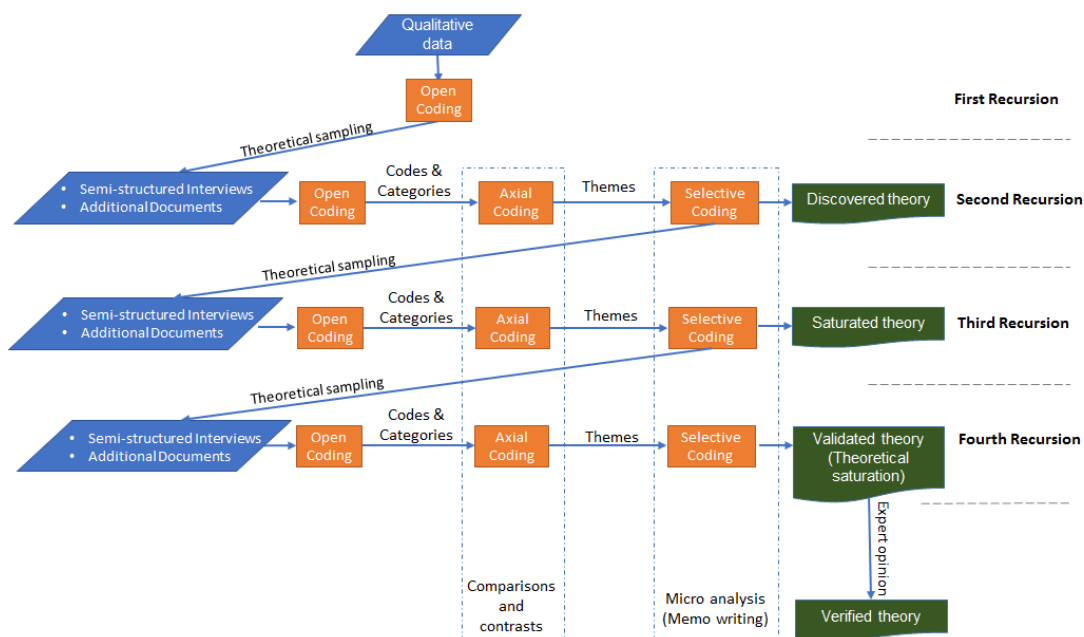 Qualitative
data
Open
Coding
First Recursion
Theoretical sampling
• Semi-structured Interviews
• Additional Documents
Open
Coding
Codes &
Categories
Axial
Coding
Themes
Selective
Coding
Discovered theory
Second Recursion
Theoretical sampling
• Semi-structured Interviews
• Additional Documents
Open
Coding
Codes &
Categories
Axial
Coding
Themes
Selective
Coding
Saturated theory
Third Recursion
Theoretical sampling
• Semi-structured Interviews
• Additional Documents
Open
Coding
Codes &
Categories
Axial
Coding
Themes
Selective
Coding
Validated theory
(Theoretical
saturation)
Fourth Recursion
Expert opinion
Comparisons
and
contrasts
Micro analysis
(Memo writing)
Verified theory